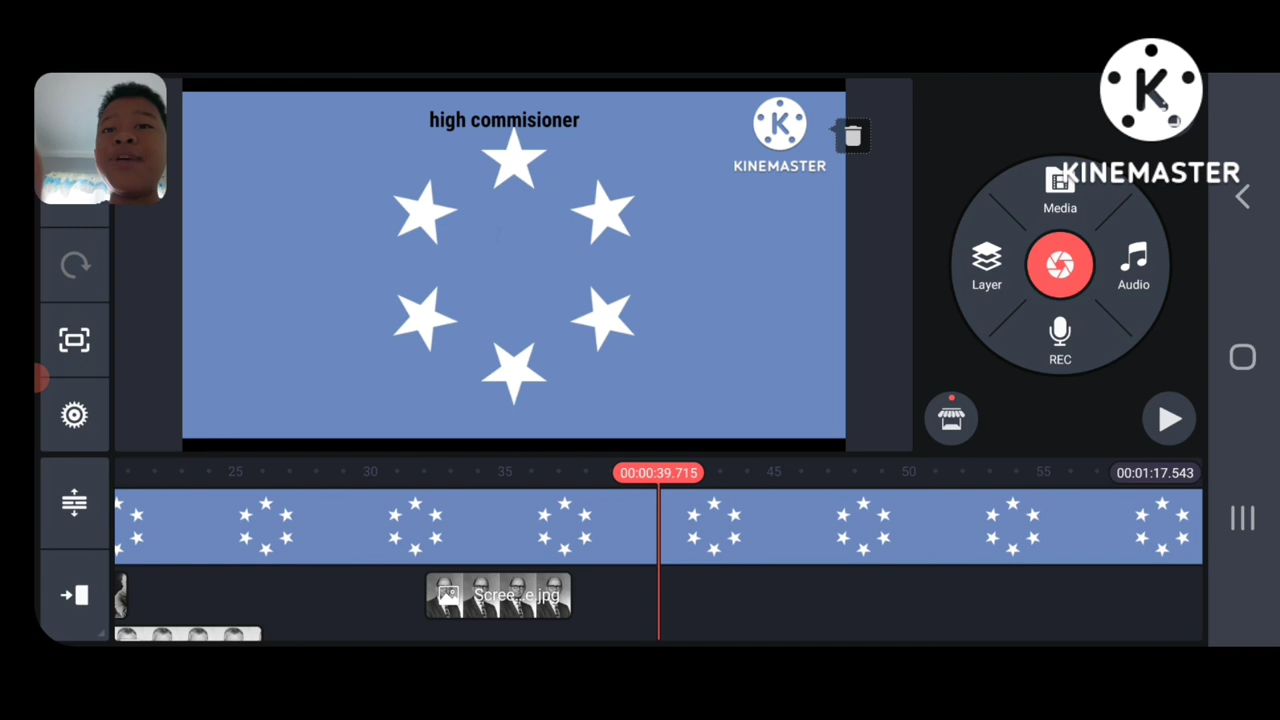 high commisioner
K
KINEMASTER
K
KINEMASTER
Media
Layer
Audio
REC
25
30
35
00:00:39.715
45
50
55
00:01:17.543
Scree...e.jpg